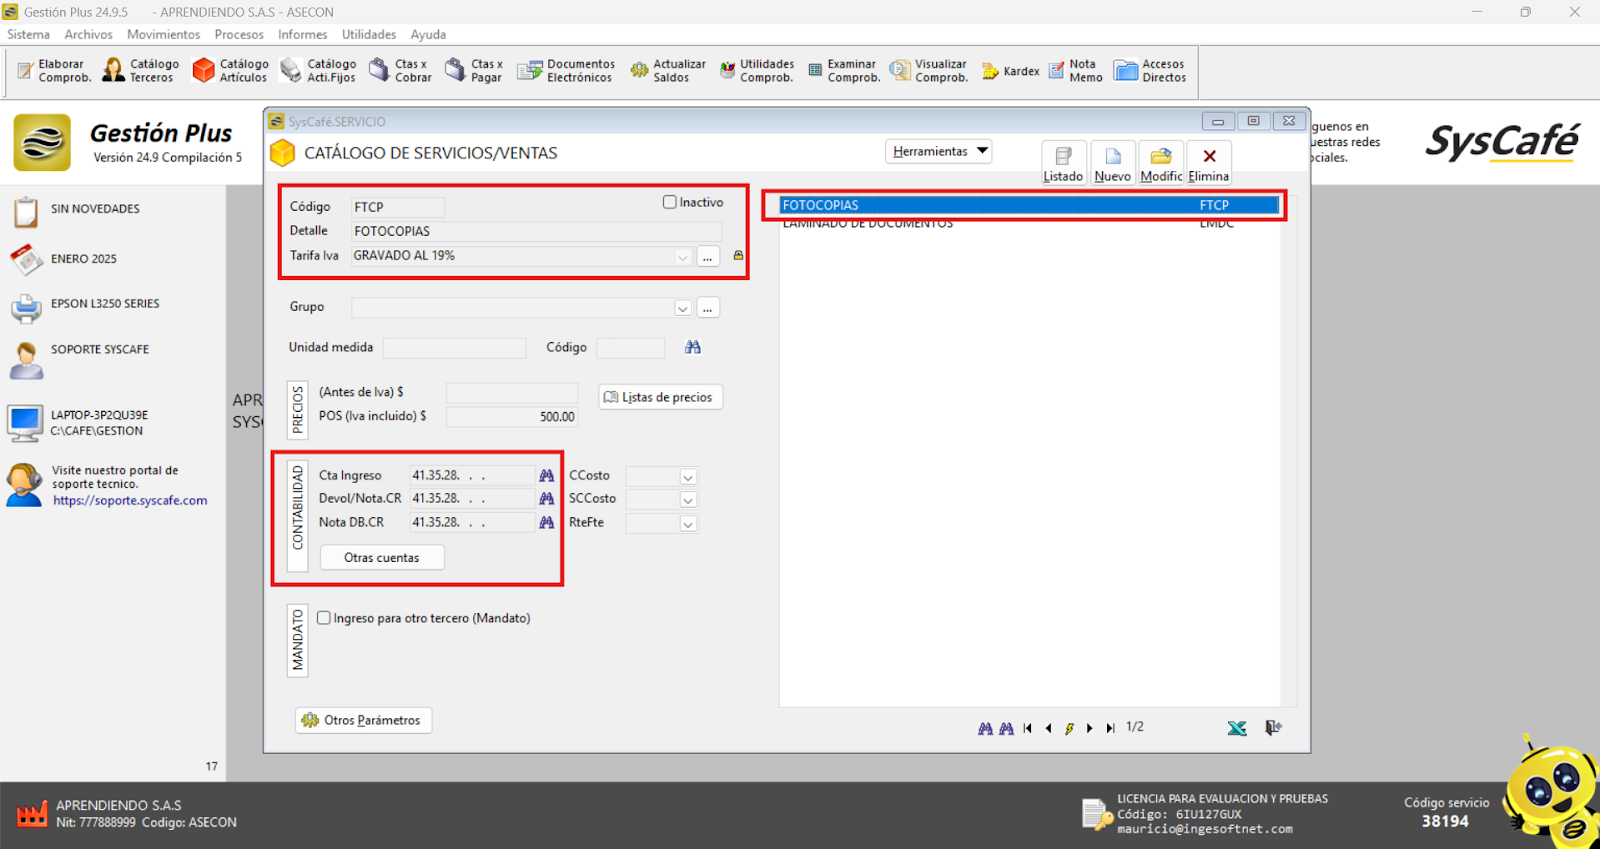 Gestión Plus 24.9.5 - APRENDIENDO S.A.S - ASECON
Sistema Archivos Movimientos Procesos Informes Utilidades Ayuda
Elaborar Comprob.
Catálogo Terceros
Catálogo Artículos
Catálogo Acti.Fijos
Ctas x Cobrar
Ctas x Pagar
Documentos Electrónicos
Actualizar Saldos
Utilidades Comprob.
Examinar Comprob.
Visualizar Comprob.
Kardex
Nota Memo
Accesos Directos
Gestión Plus
Versión 24.9 Compilación 5
guenos en
uestras redes
ociales.
SysCafé
SIN NOVEDADES
ENERO 2025
EPSON L3250 SERIES
SOPORTE SYSCAFE
LAPTOP-3P2QU39E
C:\CAFE\GESTION
Visite nuestro portal de
soporte tecnico.
https://soporte.syscafe.com
17
APR
SYS
SysCafé.SERVICIO
CATÁLOGO DE SERVICIOS/VENTAS
Herramientas
Listado Nuevo Modific Elimina
Código FTCP Inactivo
Detalle FOTOCOPIAS
Tarifa Iva GRAVADO AL 19% ...
Grupo ...
Unidad medida Código
PRECIOS
(Antes de Iva) $
POS (Iva incluido) $ 500.00
Listas de precios
CONTABILIDAD
Cta Ingreso 41.35.28. . . CCosto
Devol/Nota.CR 41.35.28. . . SCCosto
Nota DB.CR 41.35.28. . . RteFte
Otras cuentas
MANDATO
Ingreso para otro tercero (Mandato)
Otros Parámetros
FOTOCOPIAS FTCP
LAMINADO DE DOCUMENTOS LMDC
1/2
APRENDIENDO S.A.S
Nit: 777888999 Codigo: ASECON
LICENCIA PARA EVALUACION Y PRUEBAS
Código: 6IU127GUX
mauricio@ingesoftnet.com
Código servicio
38194